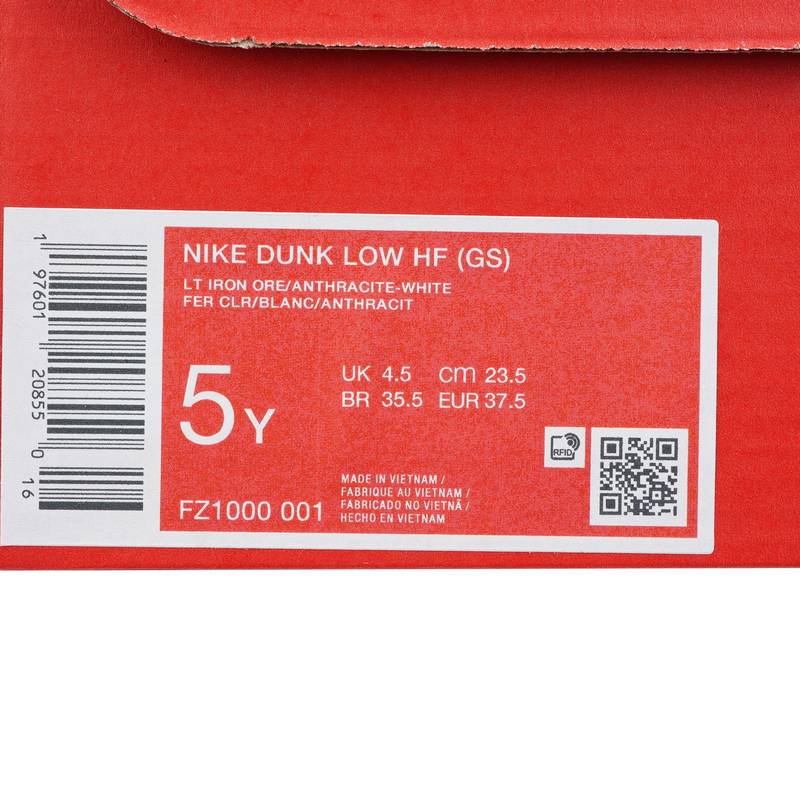 NIKE DUNK LOW HF (GS)
LT IRON ORE/ANTHRACITE-WHITE
FER CLR/BLANC/ANTHRACIT
5Y
UK 4.5 CM 23.5
BR 35.5 EUR 37.5
RFID
FZ1000 001
MADE IN VIETNAM /
FABRIQUE AU VIETNAM /
FABRICADO NO VIETNÃ /
HECHO EN VIETNAM
1 97601 20855 0 16